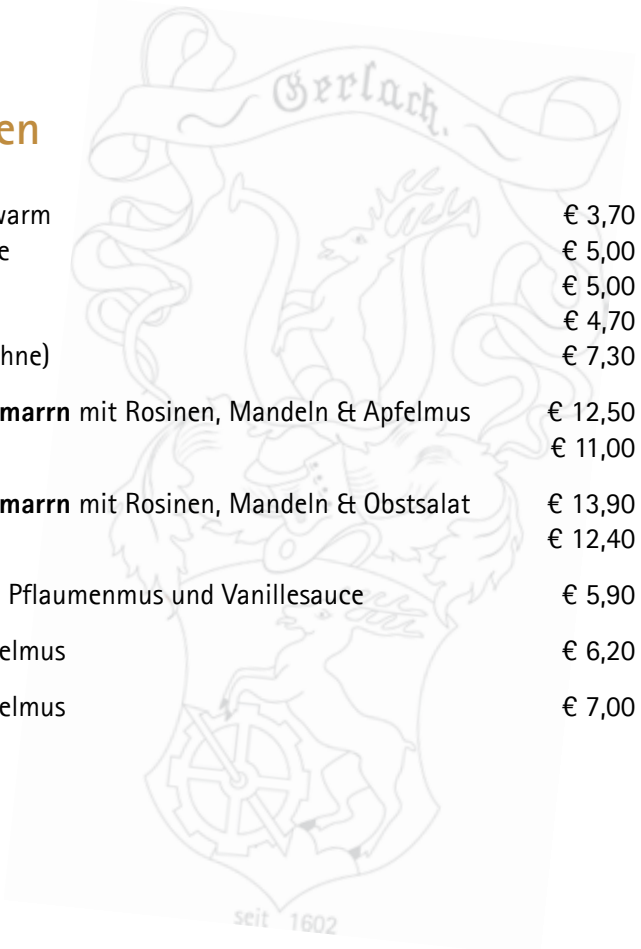 Gerlach.
en
warm € 3,70
e € 5,00
€ 5,00
€ 4,70
hne) € 7,30
marrn mit Rosinen, Mandeln & Apfelmus € 12,50
€ 11,00
marrn mit Rosinen, Mandeln & Obstsalat € 13,90
€ 12,40
Pflaumenmus und Vanillesauce € 5,90
elmus € 6,20
elmus € 7,00
seit 1602